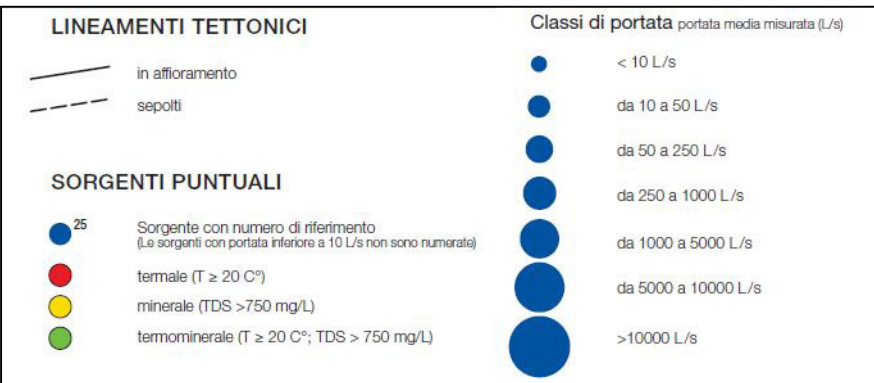 LINEAMENTI TETTONICI
in affioramento
sepolti
SORGENTI PUNTUALI
25
Sorgente con numero di riferimento
(Le sorgenti con portata inferiore a 10 L/s non sono numerate)
termale (T ≥ 20 C°)
minerale (TDS >750 mg/L)
termominerale (T ≥ 20 C°; TDS > 750 mg/L)
Classi di portata portata media misurata (L/s)
< 10 L/s
da 10 a 50 L/s
da 50 a 250 L/s
da 250 a 1000 L/s
da 1000 a 5000 L/s
da 5000 a 10000 L/s
>10000 L/s